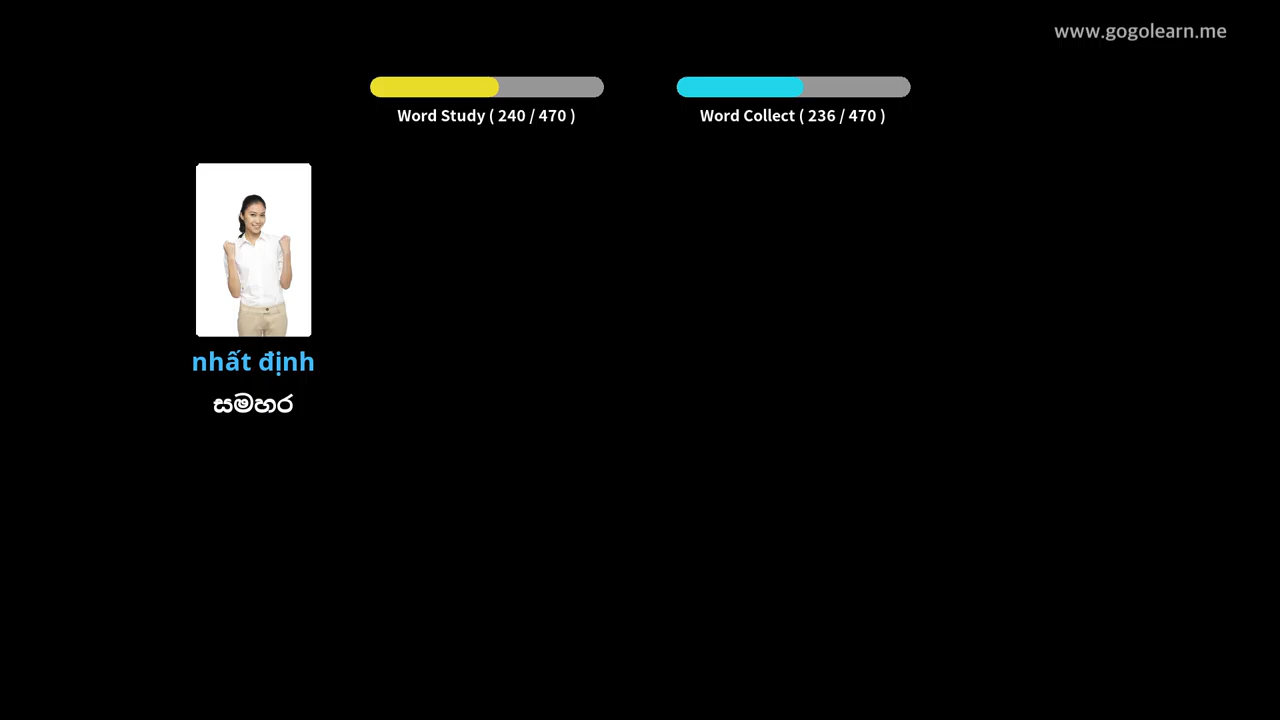 www.gogolearn.me
Word Study ( 240 / 470 )
Word Collect ( 236 / 470 )
nhất định
සමහර